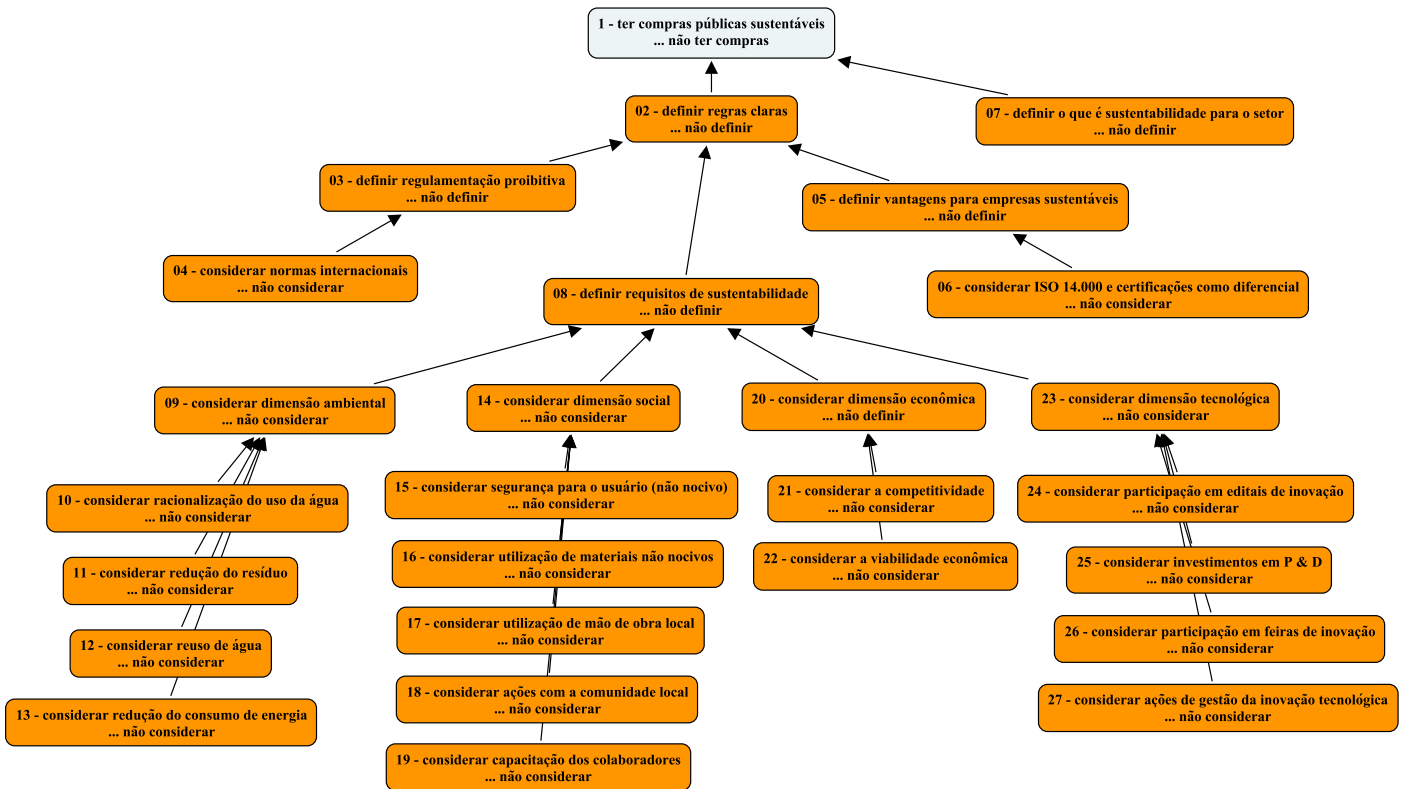 1 - ter compras públicas sustentáveis
... não ter compras
02 - definir regras claras
... não definir
07 - definir o que é sustentabilidade para o setor
... não definir
03 - definir regulamentação proibitiva
... não definir
05 - definir vantagens para empresas sustentáveis
... não definir
04 - considerar normas internacionais
... não considerar
06 - considerar ISO 14.000 e certificações como diferencial
... não considerar
08 - definir requisitos de sustentabilidade
... não definir
09 - considerar dimensão ambiental
... não considerar
14 - considerar dimensão social
... não considerar
20 - considerar dimensão econômica
... não definir
23 - considerar dimensão tecnológica
... não considerar
10 - considerar racionalização do uso da água
... não considerar
11 - considerar redução do resíduo
... não considerar
12 - considerar reuso de água
... não considerar
13 - considerar redução do consumo de energia
... não considerar
15 - considerar segurança para o usuário (não nocivo)
... não considerar
16 - considerar utilização de materiais não nocivos
... não considerar
17 - considerar utilização de mão de obra local
... não considerar
18 - considerar ações com a comunidade local
... não considerar
19 - considerar capacitação dos colaboradores
... não considerar
21 - considerar a competitividade
... não considerar
22 - considerar a viabilidade econômica
... não considerar
24 - considerar participação em editais de inovação
... não considerar
25 - considerar investimentos em P & D
... não considerar
26 - considerar participação em feiras de inovação
... não considerar
27 - considerar ações de gestão da inovação tecnológica
... não considerar